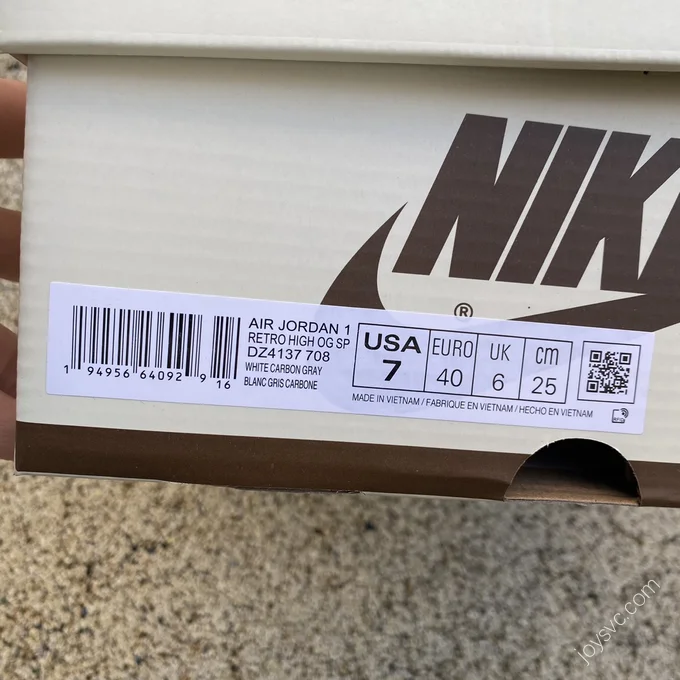 NIK
®
AIR JORDAN 1
RETRO HIGH OG SP
DZ4137 708
WHITE CARBON GRAY
BLANC GRIS CARBONE
1 94956 64092 9 16
USA
7
EURO
40
UK
6
cm
25
MADE IN VIETNAM / FABRIQUE EN VIETNAM / HECHO EN VIETNAM
joysvc.com